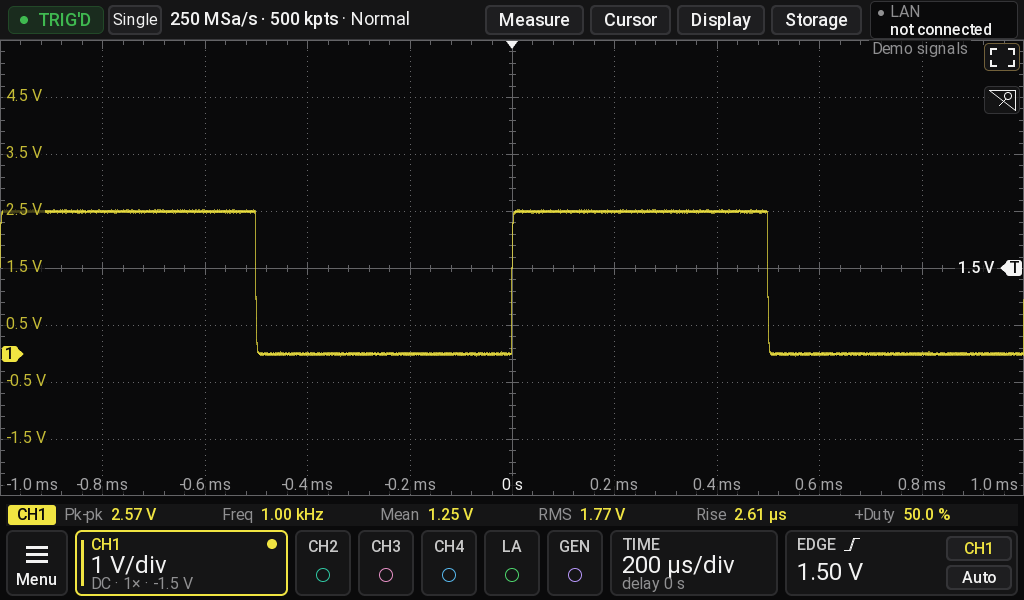 TRIG'D Single 250 MSa/s · 500 kpts · Normal Measure Cursor Display Storage LAN
not connected
Demo signals
4.5 V
3.5 V
2.5 V
1.5 V 1.5 V T
0.5 V
1
-0.5 V
-1.5 V
-1.0 ms -0.8 ms -0.6 ms -0.4 ms -0.2 ms 0 s 0.2 ms 0.4 ms 0.6 ms 0.8 ms 1.0 ms
CH1 Pk-pk 2.57 V Freq 1.00 kHz Mean 1.25 V RMS 1.77 V Rise 2.61 µs +Duty 50.0 %
Menu
CH1
1 V/div
DC · 1× · -1.5 V
CH2 CH3 CH4 LA GEN
TIME
200 µs/div
delay 0 s
EDGE CH1
1.50 V Auto